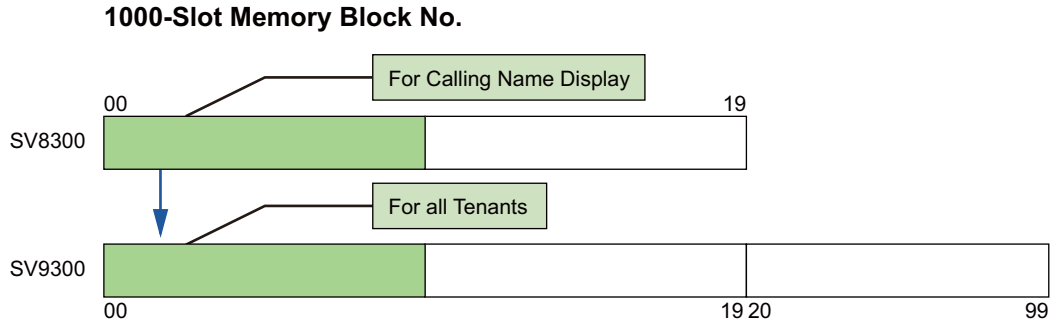 1000-Slot Memory Block No.
For Calling Name Display
00 19
SV8300
For all Tenants
SV9300
00 19 20 99